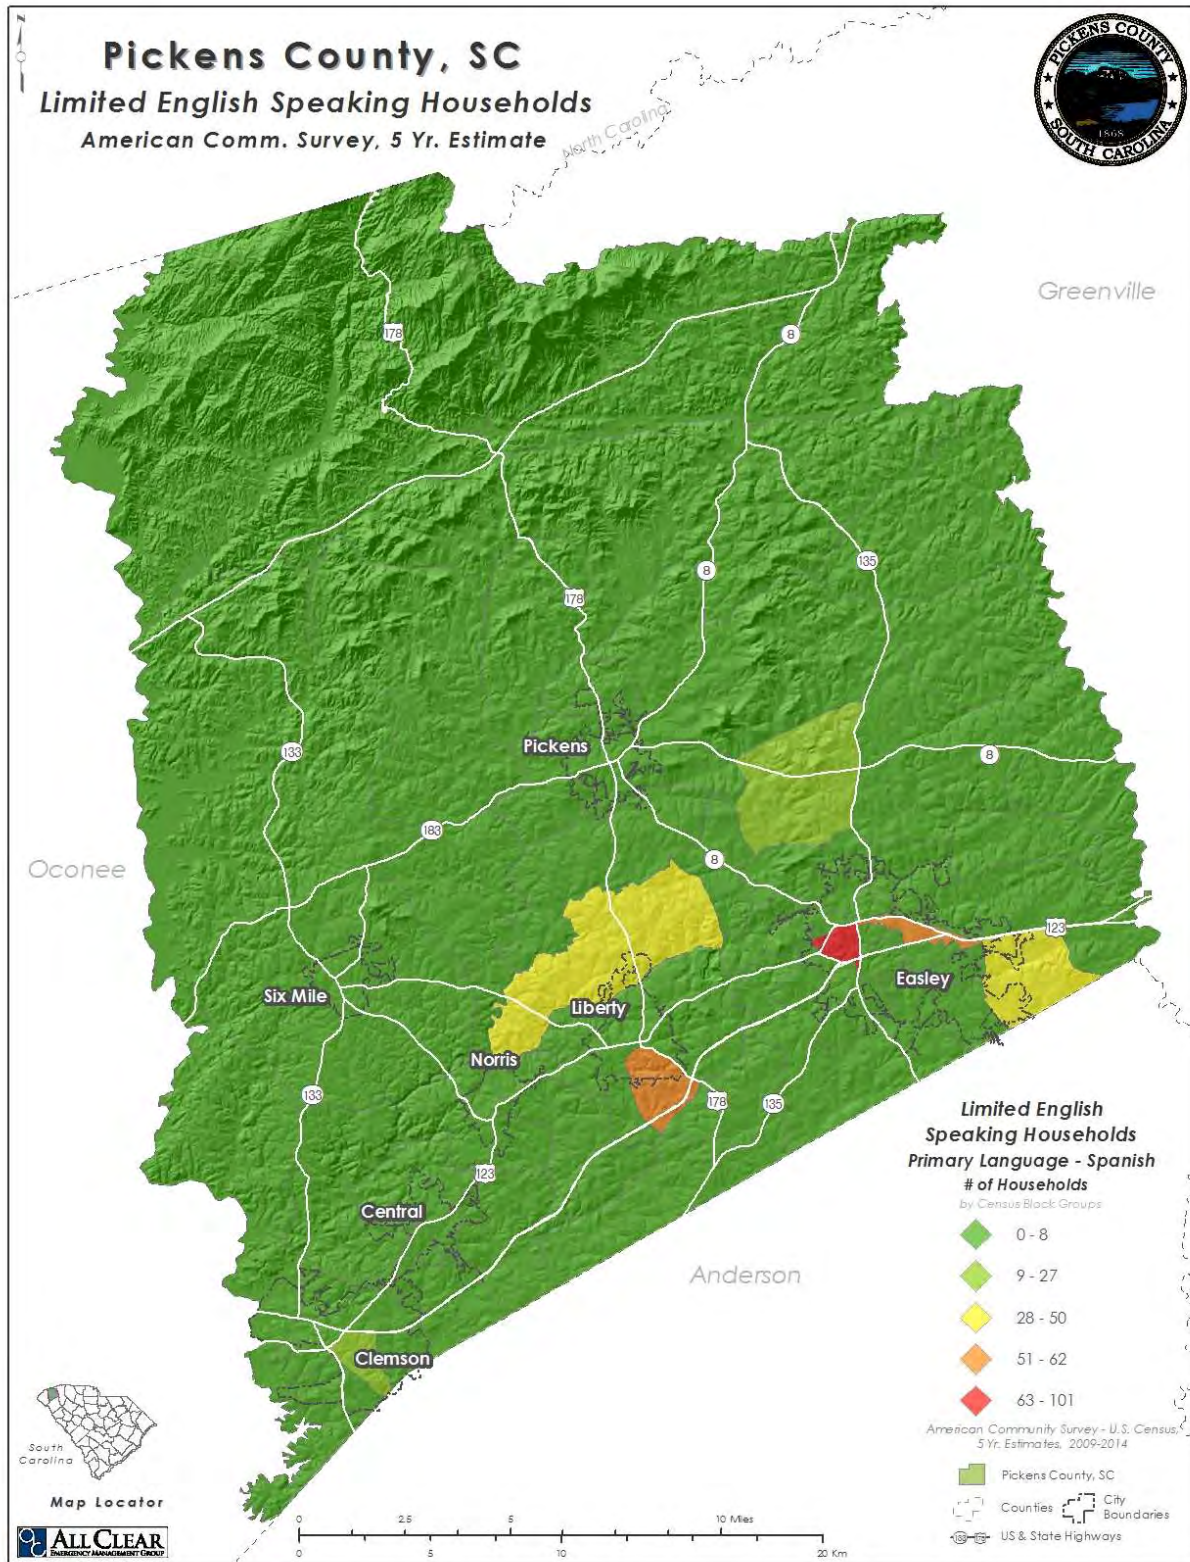 N
Pickens County, SC
Limited English Speaking Households
American Comm. Survey, 5 Yr. Estimate
PICKENS COUNTY
1868
SOUTH CAROLINA
North Carolina
Greenville
178
8
178
8
135
133
Pickens
8
183
8
Oconee
123
Six Mile
Liberty
Easley
Norris
133
178
135
123
Central
Anderson
Clemson
Limited English
Speaking Households
Primary Language - Spanish
# of Households
by Census Block Groups
0 - 8
9 - 27
28 - 50
51 - 62
63 - 101
American Community Survey - U.S. Census,
5 Yr. Estimates, 2009-2014
Pickens County, SC
Counties
City
Boundaries
US & State Highways
South
Carolina
Map Locator
ALL CLEAR
EMERGENCY MANAGEMENT GROUP
0 2.5 5 10 Miles
0 5 10 20 Km